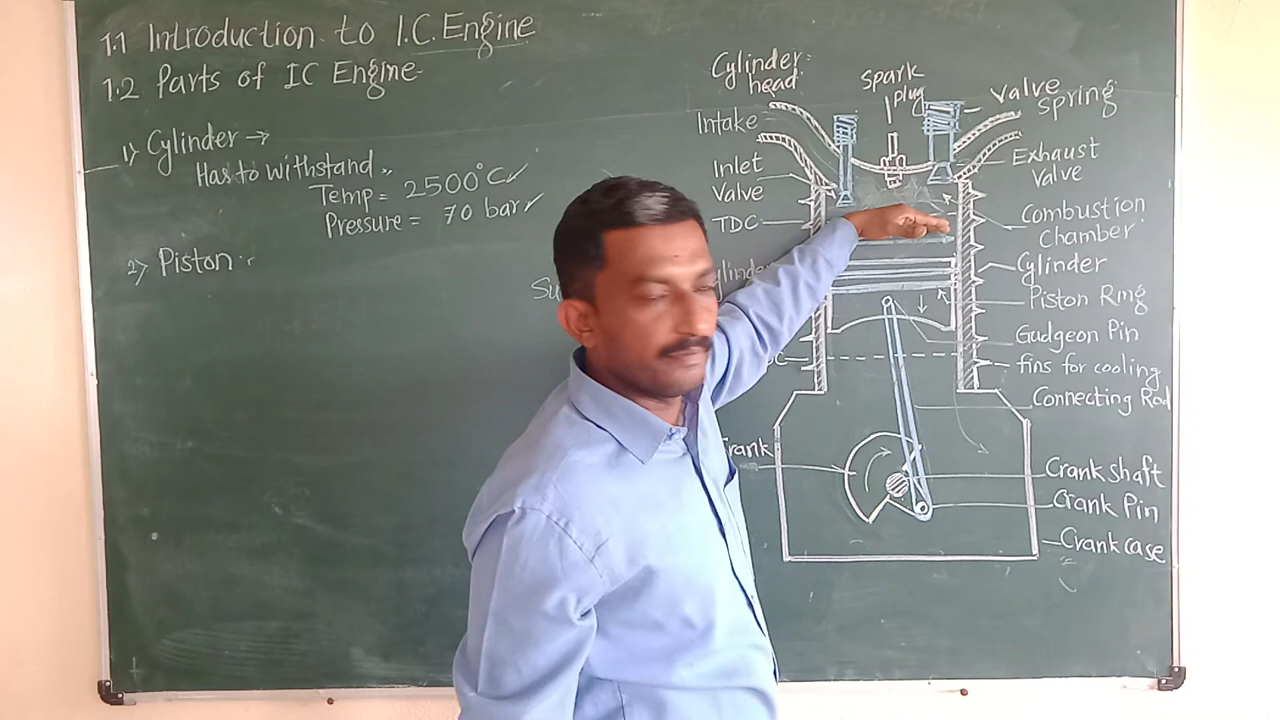 1.1 Introduction to I.C. Engine
1.2 Parts of IC Engine
1) Cylinder →
Has to withstand
Temp = 2500°C ✓
Pressure = 70 bar ✓
2) Piston :
Cylinder
head
Intake
Inlet
Valve
TDC
Spark
Plug
Valve
Spring
Exhaust
Valve
Combustion
Chamber
Cylinder
Piston Ring
Gudgeon Pin
fins for cooling
Connecting Rod
Crank shaft
Crank Pin
Crank case